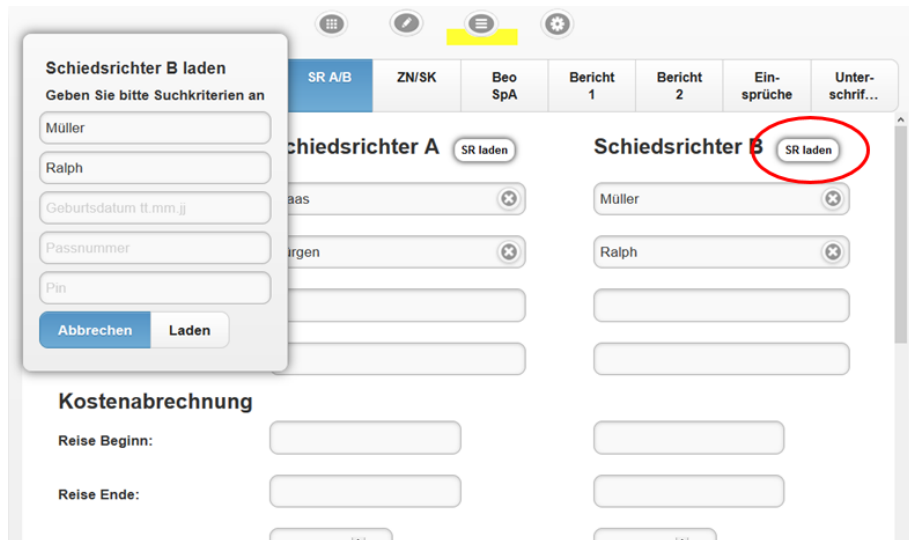 Schiedsrichter B laden
Geben Sie bitte Suchkriterien an
Müller
Ralph
Geburtsdatum tt.mm.jj
Passnummer
Pin
Abbrechen Laden
SR A/B ZN/SK Beo SpA Bericht 1 Bericht 2 Ein-sprüche Unter-schrif...
chiedsrichter A SR laden Schiedsrichter B SR laden
aas Müller
ürgen Ralph
Kostenabrechnung
Reise Beginn:
Reise Ende: